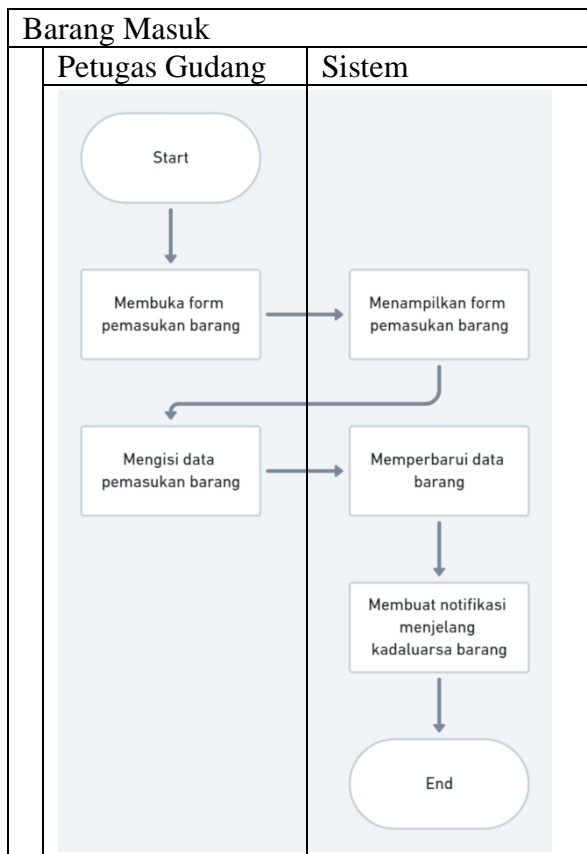 Barang Masuk
Petugas Gudang
Sistem
Start
Membuka form
pemasukan barang
Menampilkan form
pemasukan barang
Mengisi data
pemasukan barang
Memperbarui data
barang
Membuat notifikasi
menjelang
kadaluarsa barang
End